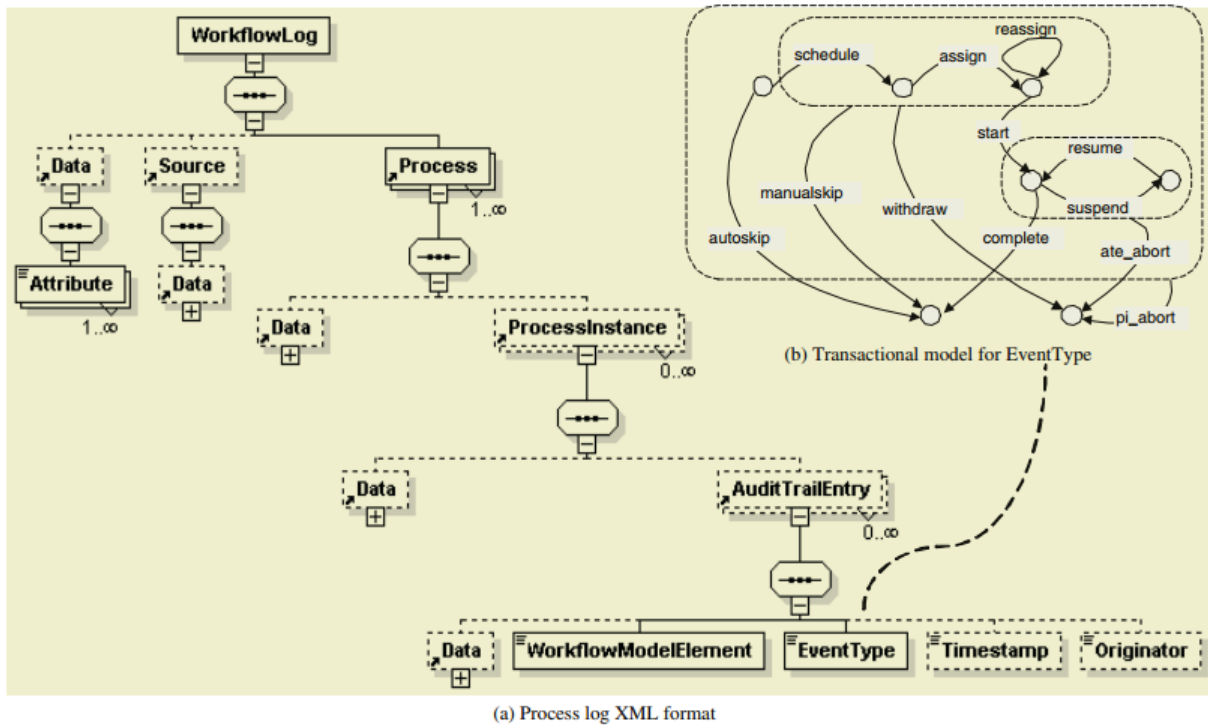 WorkflowLog
reassign
schedule
assign
start
resume
Data
Source
Process
1..∞
manualskip
withdraw
suspend
autoskip
complete
ate_abort
pi_abort
Attribute
1..∞
Data
Data
ProcessInstance
0..∞
(b) Transactional model for EventType
Data
AuditTrailEntry
0..∞
Data
WorkflowModelElement
EventType
Timestamp
Originator
(a) Process log XML format